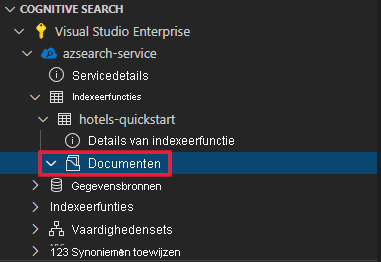 COGNITIVE SEARCH
Visual Studio Enterprise
azsearch-service
Servicedetails
Indexeerfuncties
hotels-quickstart
Details van indexeerfunctie
Documenten
Gegevensbronnen
Indexeerfunties
Vaardighedensets
123 Synoniemen toewijzen